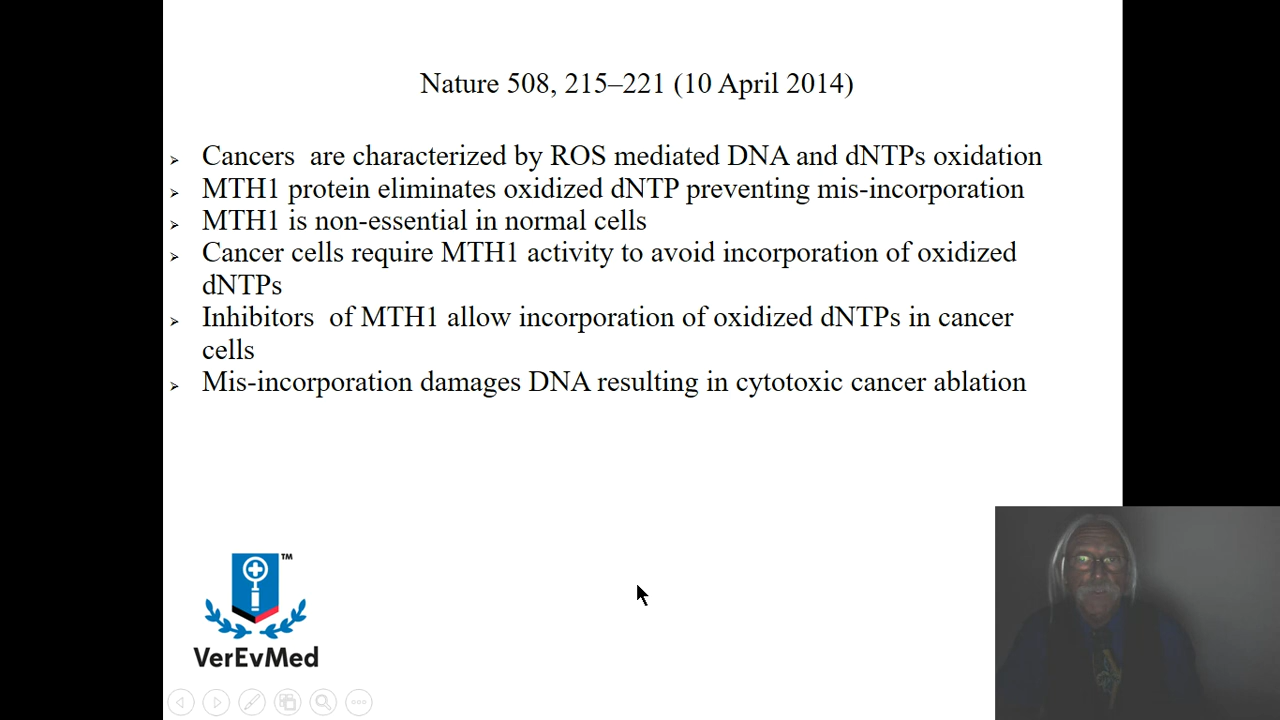 Nature 508, 215–221 (10 April 2014)
Cancers are characterized by ROS mediated DNA and dNTPs oxidation
MTH1 protein eliminates oxidized dNTP preventing mis-incorporation
MTH1 is non-essential in normal cells
Cancer cells require MTH1 activity to avoid incorporation of oxidized
dNTPs
Inhibitors of MTH1 allow incorporation of oxidized dNTPs in cancer
cells
Mis-incorporation damages DNA resulting in cytotoxic cancer ablation
TM
VerEvMed